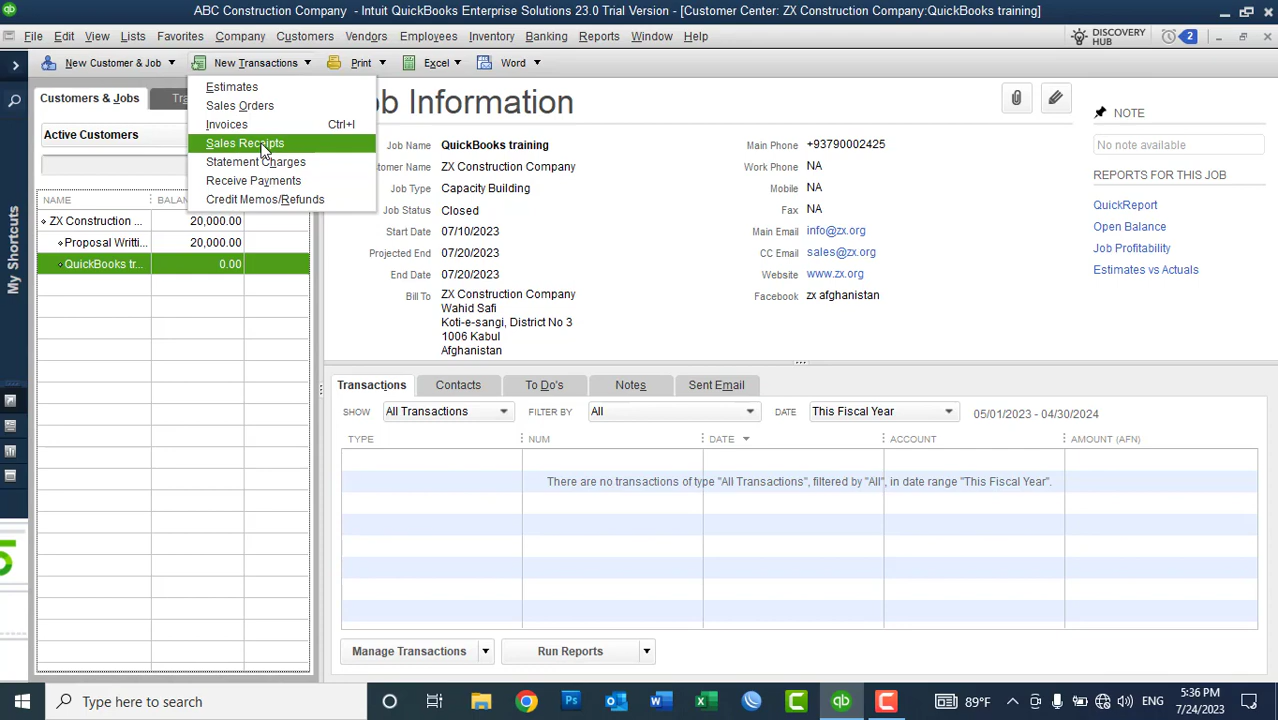 ABC Construction Company - Intuit QuickBooks Enterprise Solutions 23.0 Trial Version - [Customer Center: ZX Construction Company:QuickBooks training]
File Edit View Lists Favorites Company Customers Vendors Employees Inventory Banking Reports Window Help
DISCOVERY HUB 2
New Customer & Job New Transactions Print Excel Word
Customers & Jobs
Active Customers
NAME
ZX Construction ... 20,000.00
Proposal Writti... 20,000.00
QuickBooks tr... 0.00
My Shortcuts
Estimates
Sales Orders
Invoices Ctrl+I
Sales Receipts
Statement Charges
Receive Payments
Credit Memos/Refunds
ob Information
Job Name QuickBooks training
tomer Name ZX Construction Company
Job Type Capacity Building
Job Status Closed
Start Date 07/10/2023
Projected End 07/20/2023
End Date 07/20/2023
Bill To ZX Construction Company
Wahid Safi
Koti-e-sangi, District No 3
1006 Kabul
Afghanistan
Main Phone +93790002425
Work Phone NA
Mobile NA
Fax NA
Main Email info@zx.org
CC Email sales@zx.org
Website www.zx.org
Facebook zx afghanistan
NOTE
No note available
REPORTS FOR THIS JOB
QuickReport
Open Balance
Job Profitability
Estimates vs Actuals
Transactions Contacts To Do's Notes Sent Email
SHOW All Transactions FILTER BY All DATE This Fiscal Year 05/01/2023 - 04/30/2024
TYPE NUM DATE ACCOUNT AMOUNT (AFN)
There are no transactions of type "All Transactions", filtered by "All", in date range "This Fiscal Year".
Manage Transactions Run Reports
Type here to search
89°F ENG 5:36 PM
7/24/2023